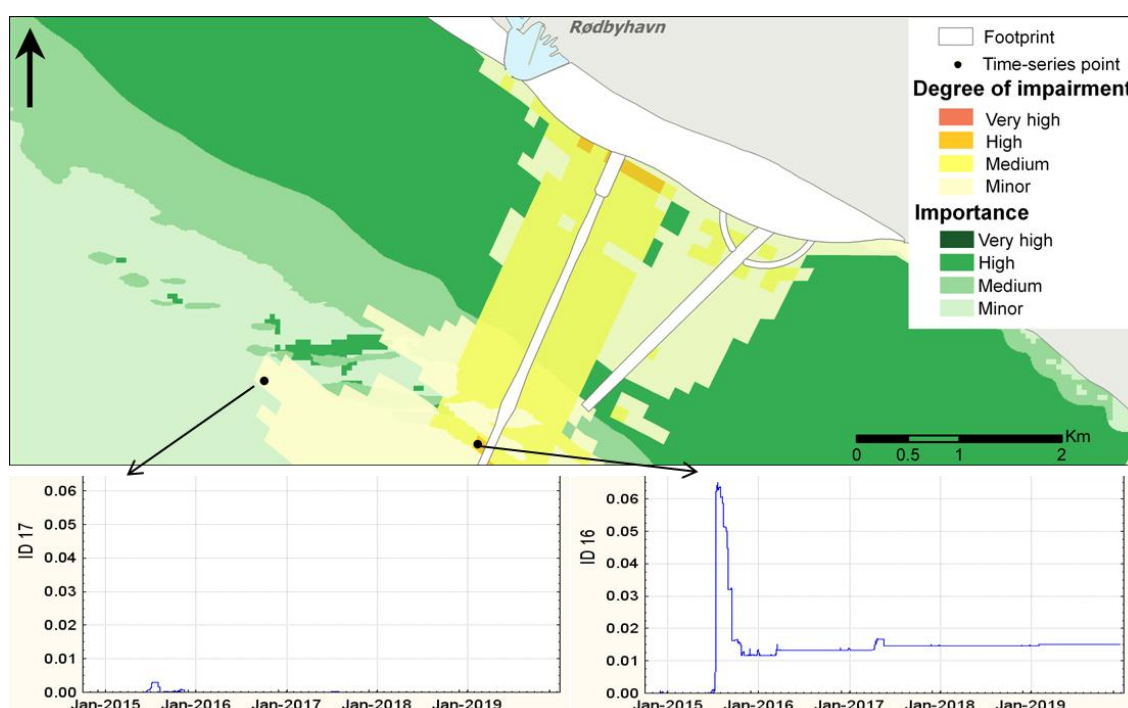 Rødbyhavn
Footprint
Time-series point
Degree of impairment
Very high
High
Medium
Minor
Importance
Very high
High
Medium
Minor
Km
0 0.5 1 2
ID 17
0.06
0.05
0.04
0.03
0.02
0.01
0.00
Jan-2015 Jan-2016 Jan-2017 Jan-2018 Jan-2019
ID 16
0.06
0.05
0.04
0.03
0.02
0.01
0.00
Jan-2015 Jan-2016 Jan-2017 Jan-2018 Jan-2019